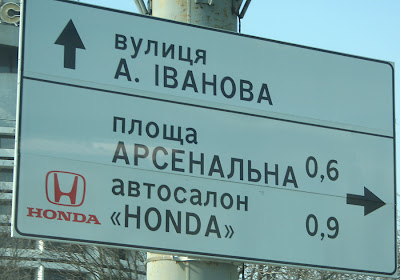 вулиця
А. ІВАНОВА
площа
АРСЕНАЛЬНА 0,6
автосалон
HONDA «HONDA» 0,9